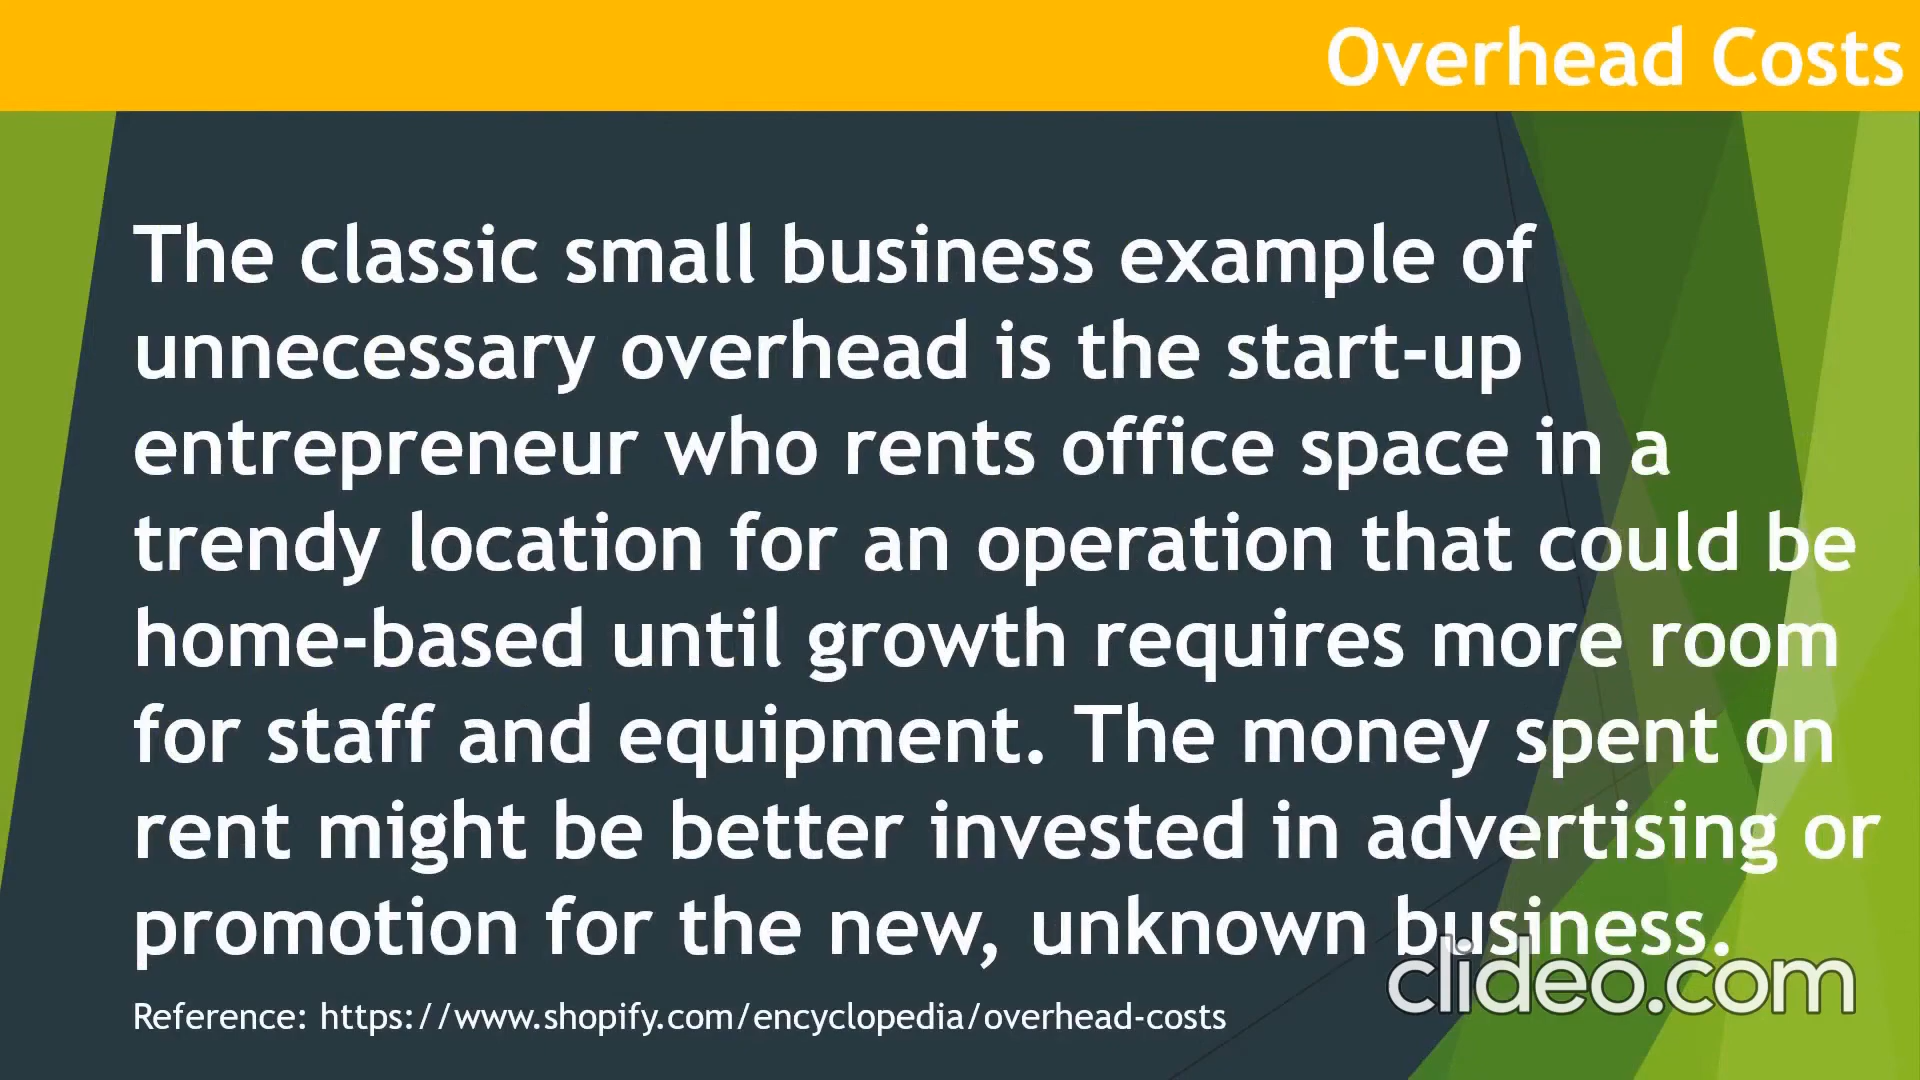 Overhead Costs
The classic small business example of
unnecessary overhead is the start-up
entrepreneur who rents office space in a
trendy location for an operation that could be
home-based until growth requires more room
for staff and equipment. The money spent on
rent might be better invested in advertising or
promotion for the new, unknown business.
clideo.com
Reference: https://www.shopify.com/encyclopedia/overhead-costs